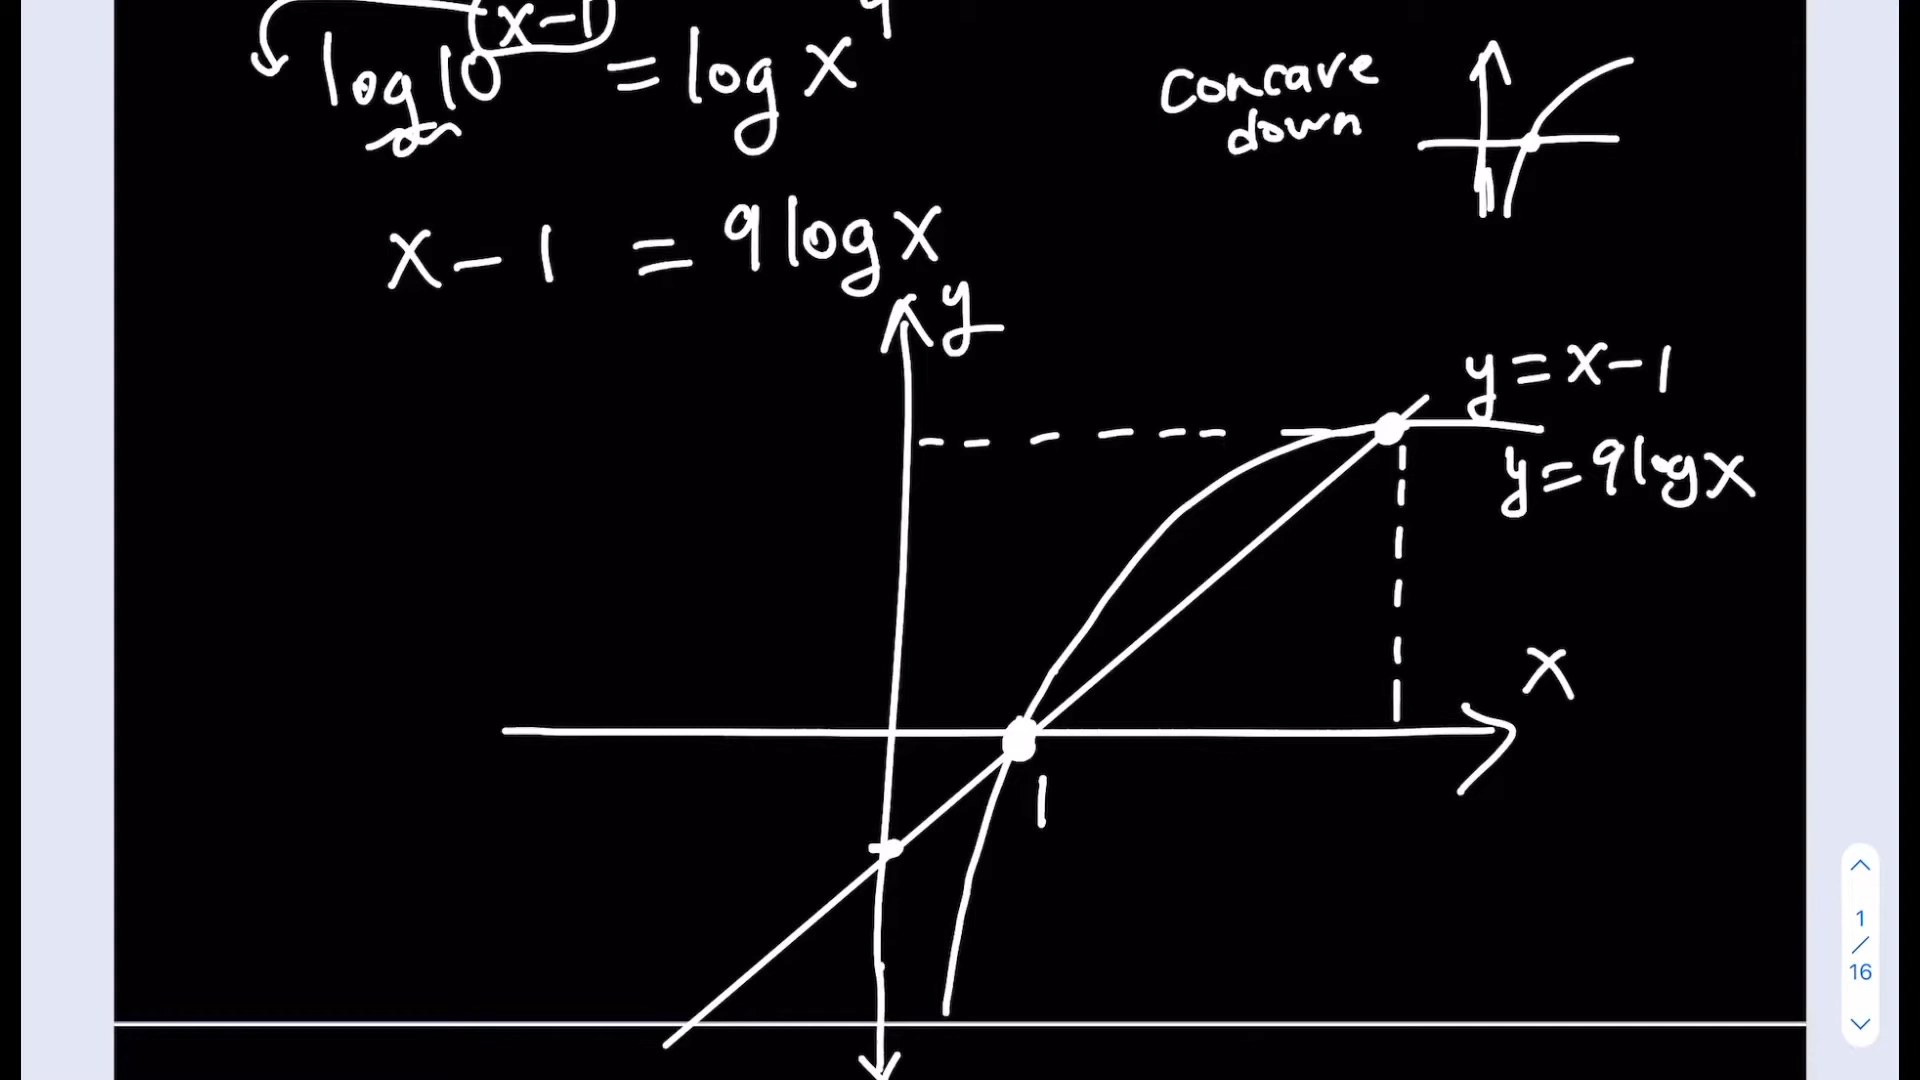 log 10^(x-1) = log x^9
concave
down
x - 1 = 9 log x
y
y = x - 1
y = 9 log x
x
1
1
/
16